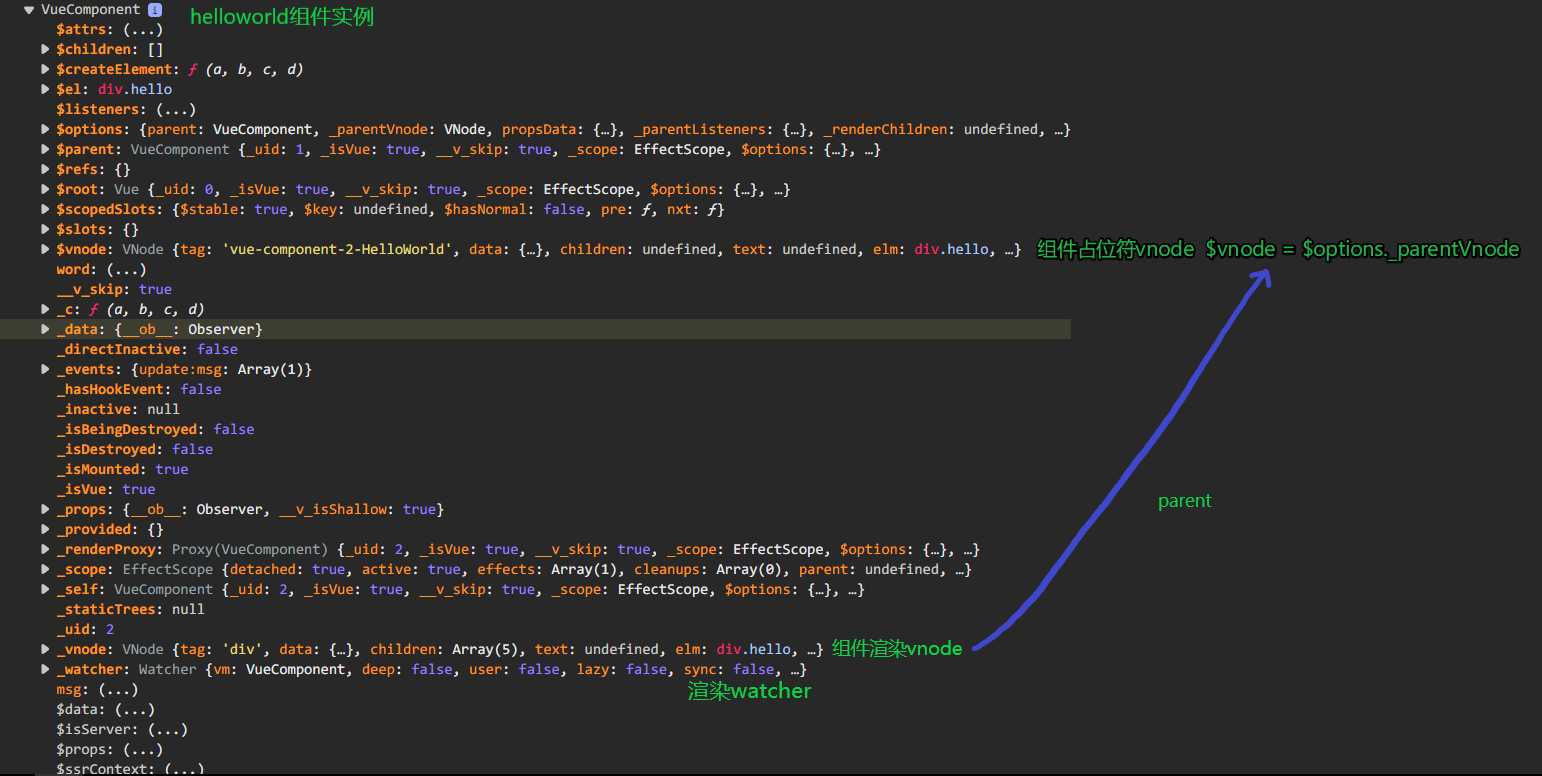 VueComponent i
helloworld组件实例
$attrs: (...)
$children: []
$createElement: ƒ (a, b, c, d)
$el: div.hello
$listeners: (...)
$options: {parent: VueComponent, _parentVnode: VNode, propsData: {…}, _parentListeners: {…}, _renderChildren: undefined, …}
$parent: VueComponent {_uid: 1, _isVue: true, __v_skip: true, _scope: EffectScope, $options: {…}, …}
$refs: {}
$root: Vue {_uid: 0, _isVue: true, __v_skip: true, _scope: EffectScope, $options: {…}, …}
$scopedSlots: {$stable: true, $key: undefined, $hasNormal: false, pre: ƒ, nxt: ƒ}
$slots: {}
$vnode: VNode {tag: 'vue-component-2-HelloWorld', data: {…}, children: undefined, text: undefined, elm: div.hello, …} 组件占位符vnode $vnode = $options._parentVnode
word: (...)
__v_skip: true
_c: ƒ (a, b, c, d)
_data: {__ob__: Observer}
_directInactive: false
_events: {update:msg: Array(1)}
_hasHookEvent: false
_inactive: null
_isBeingDestroyed: false
_isDestroyed: false
_isMounted: true
_isVue: true
parent
_props: {__ob__: Observer, __v_isShallow: true}
_provided: {}
_renderProxy: Proxy(VueComponent) {_uid: 2, _isVue: true, __v_skip: true, _scope: EffectScope, $options: {…}, …}
_scope: EffectScope {detached: true, active: true, effects: Array(1), cleanups: Array(0), parent: undefined, …}
_self: VueComponent {_uid: 2, _isVue: true, __v_skip: true, _scope: EffectScope, $options: {…}, …}
_staticTrees: null
_uid: 2
_vnode: VNode {tag: 'div', data: {…}, children: Array(5), text: undefined, elm: div.hello, …} 组件渲染vnode
_watcher: Watcher {vm: VueComponent, deep: false, user: false, lazy: false, sync: false, …}
渲染watcher
msg: (...)
$data: (...)
$isServer: (...)
$props: (...)
$ssrContext: (...)